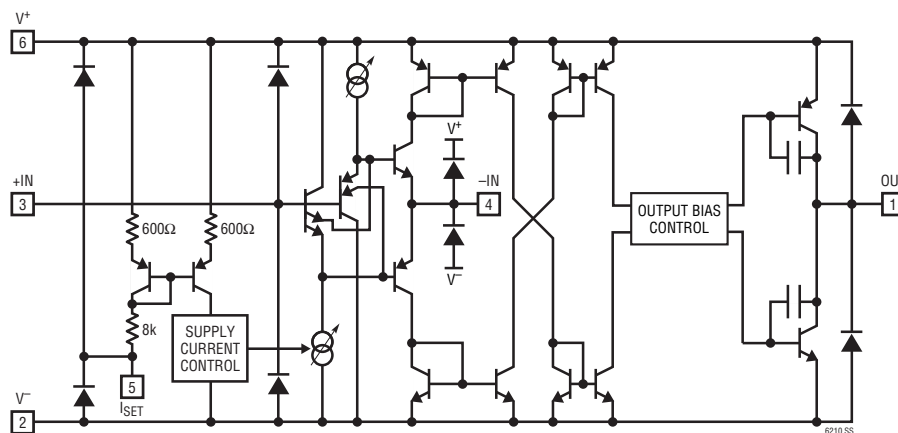 V+
6
+IN
3
600Ω
600Ω
8k
SUPPLY
CURRENT
CONTROL
5
ISET
V–
2
V+
–IN
4
V–
OUTPUT BIAS
CONTROL
OUT
1
6210 SS